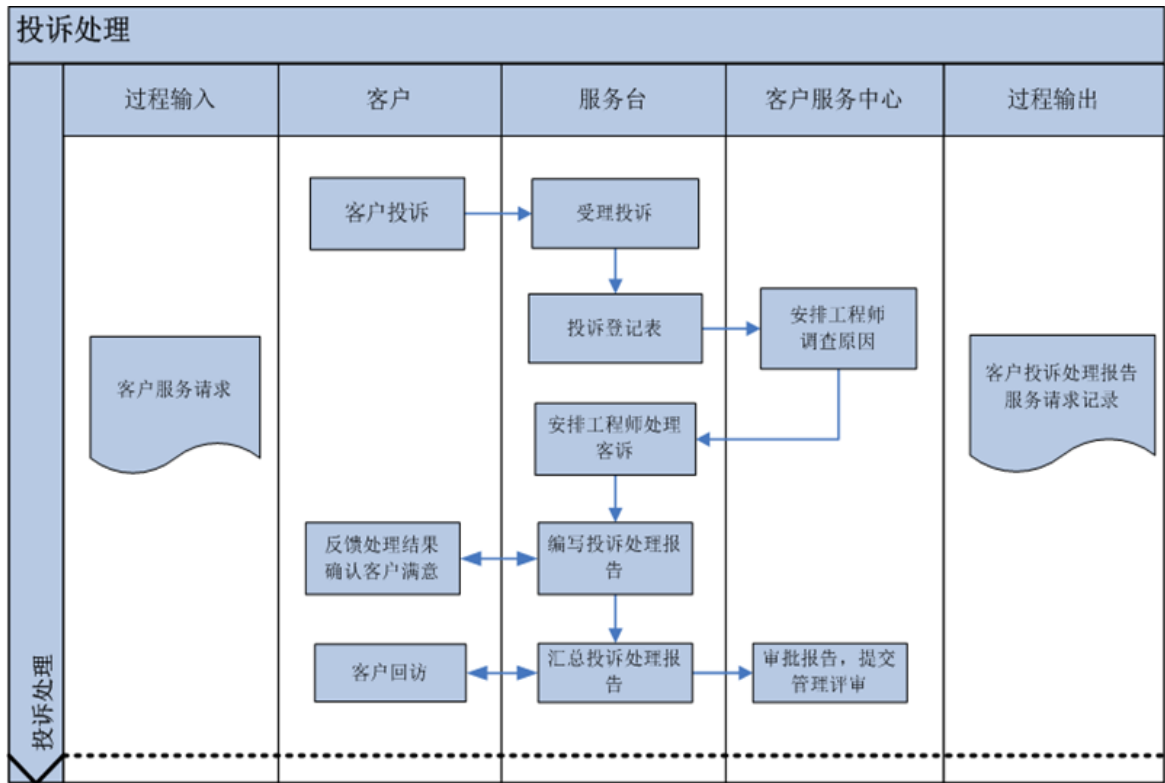 投诉处理
过程输入
客户
服务台
客户服务中心
过程输出
客户投诉
受理投诉
投诉登记表
安排工程师
调查原因
客户服务请求
客户投诉处理报告
服务请求记录
安排工程师处理
客诉
反馈处理结果
确认客户满意
编写投诉处理报
告
客户回访
汇总投诉处理报
告
审批报告，提交
管理评审
投诉处理